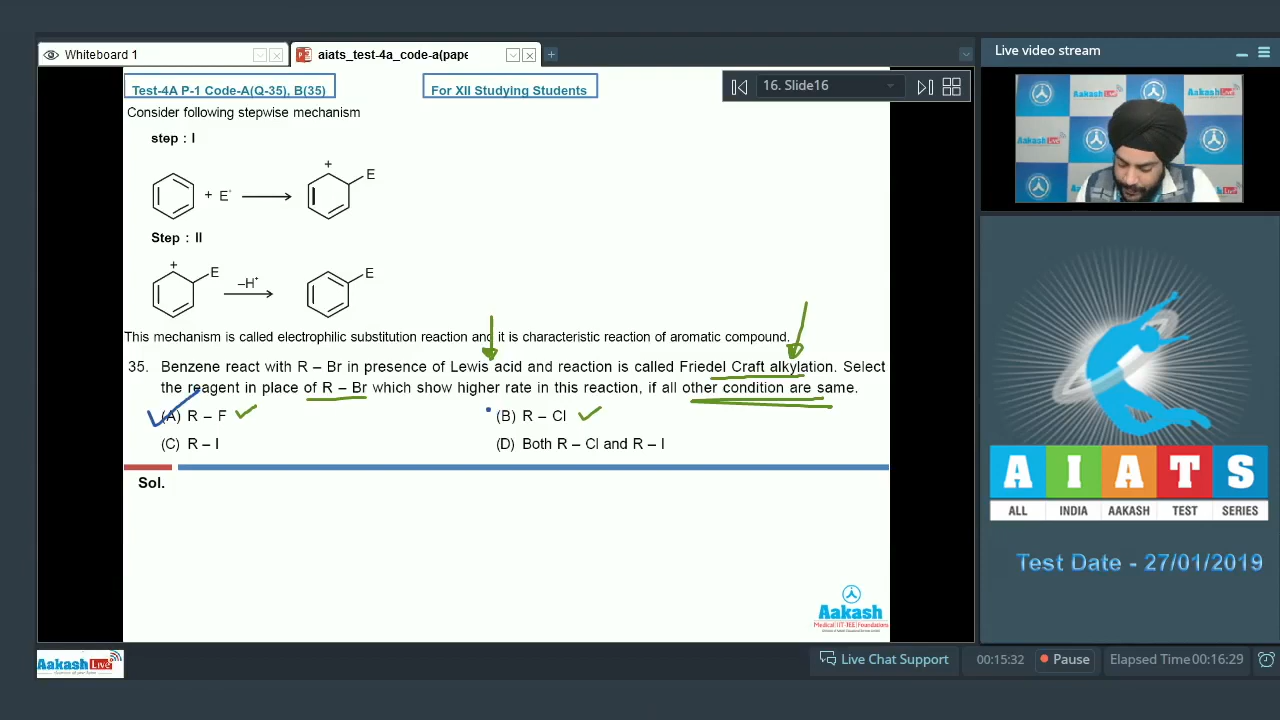 Whiteboard 1
aiats_test-4a_code-a(pape
Live video stream
Test-4A P-1 Code-A(Q-35), B(35)
For XII Studying Students
16. Slide16
Consider following stepwise mechanism
step : I
+
E
+ E⁺
Step : II
+
E
–H⁺
E
This mechanism is called electrophilic substitution reaction and it is characteristic reaction of aromatic compound.
35. Benzene react with R – Br in presence of Lewis acid and reaction is called Friedel Craft alkylation. Select
the reagent in place of R – Br which show higher rate in this reaction, if all other condition are same.
(A) R – F
(B) R – Cl
(C) R – I
(D) Both R – Cl and R – I
Sol.
Aakash
Medical|IIT-JEE|Foundations
AIATS
ALL INDIA AAKASH TEST SERIES
Test Date - 27/01/2019
Aakash Live
Live Chat Support
00:15:32
Pause
Elapsed Time 00:16:29